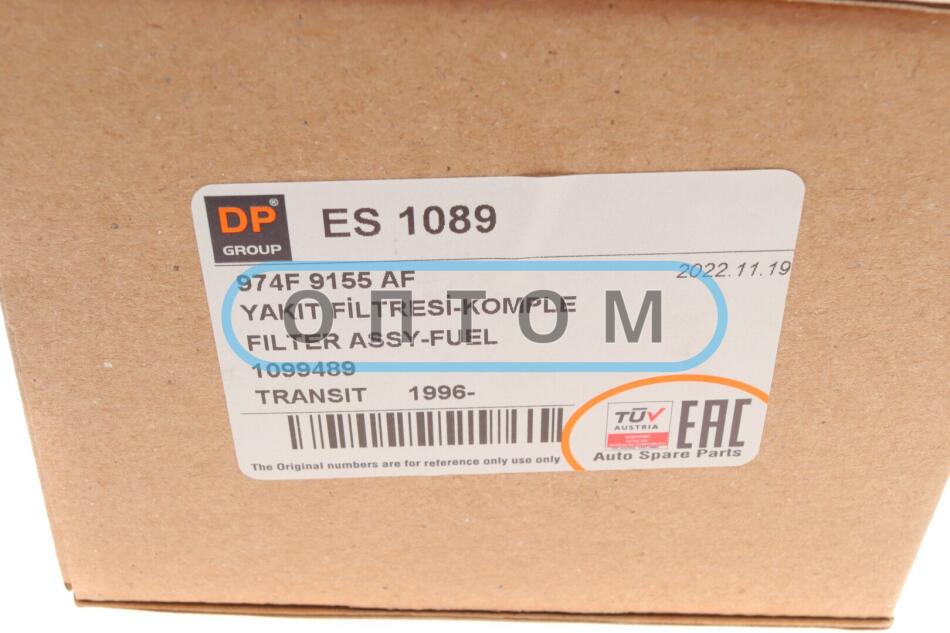 DP®
GROUP
ES 1089
2022.11.19
974F 9155 AF
YAKIT FİLTRESİ-KOMPLE
FILTER ASSY-FUEL
1099489
TRANSIT 1996-
ОПТОМ
The Original numbers are for reference only use only
TÜV
AUSTRIA
EAC
Auto Spare Parts